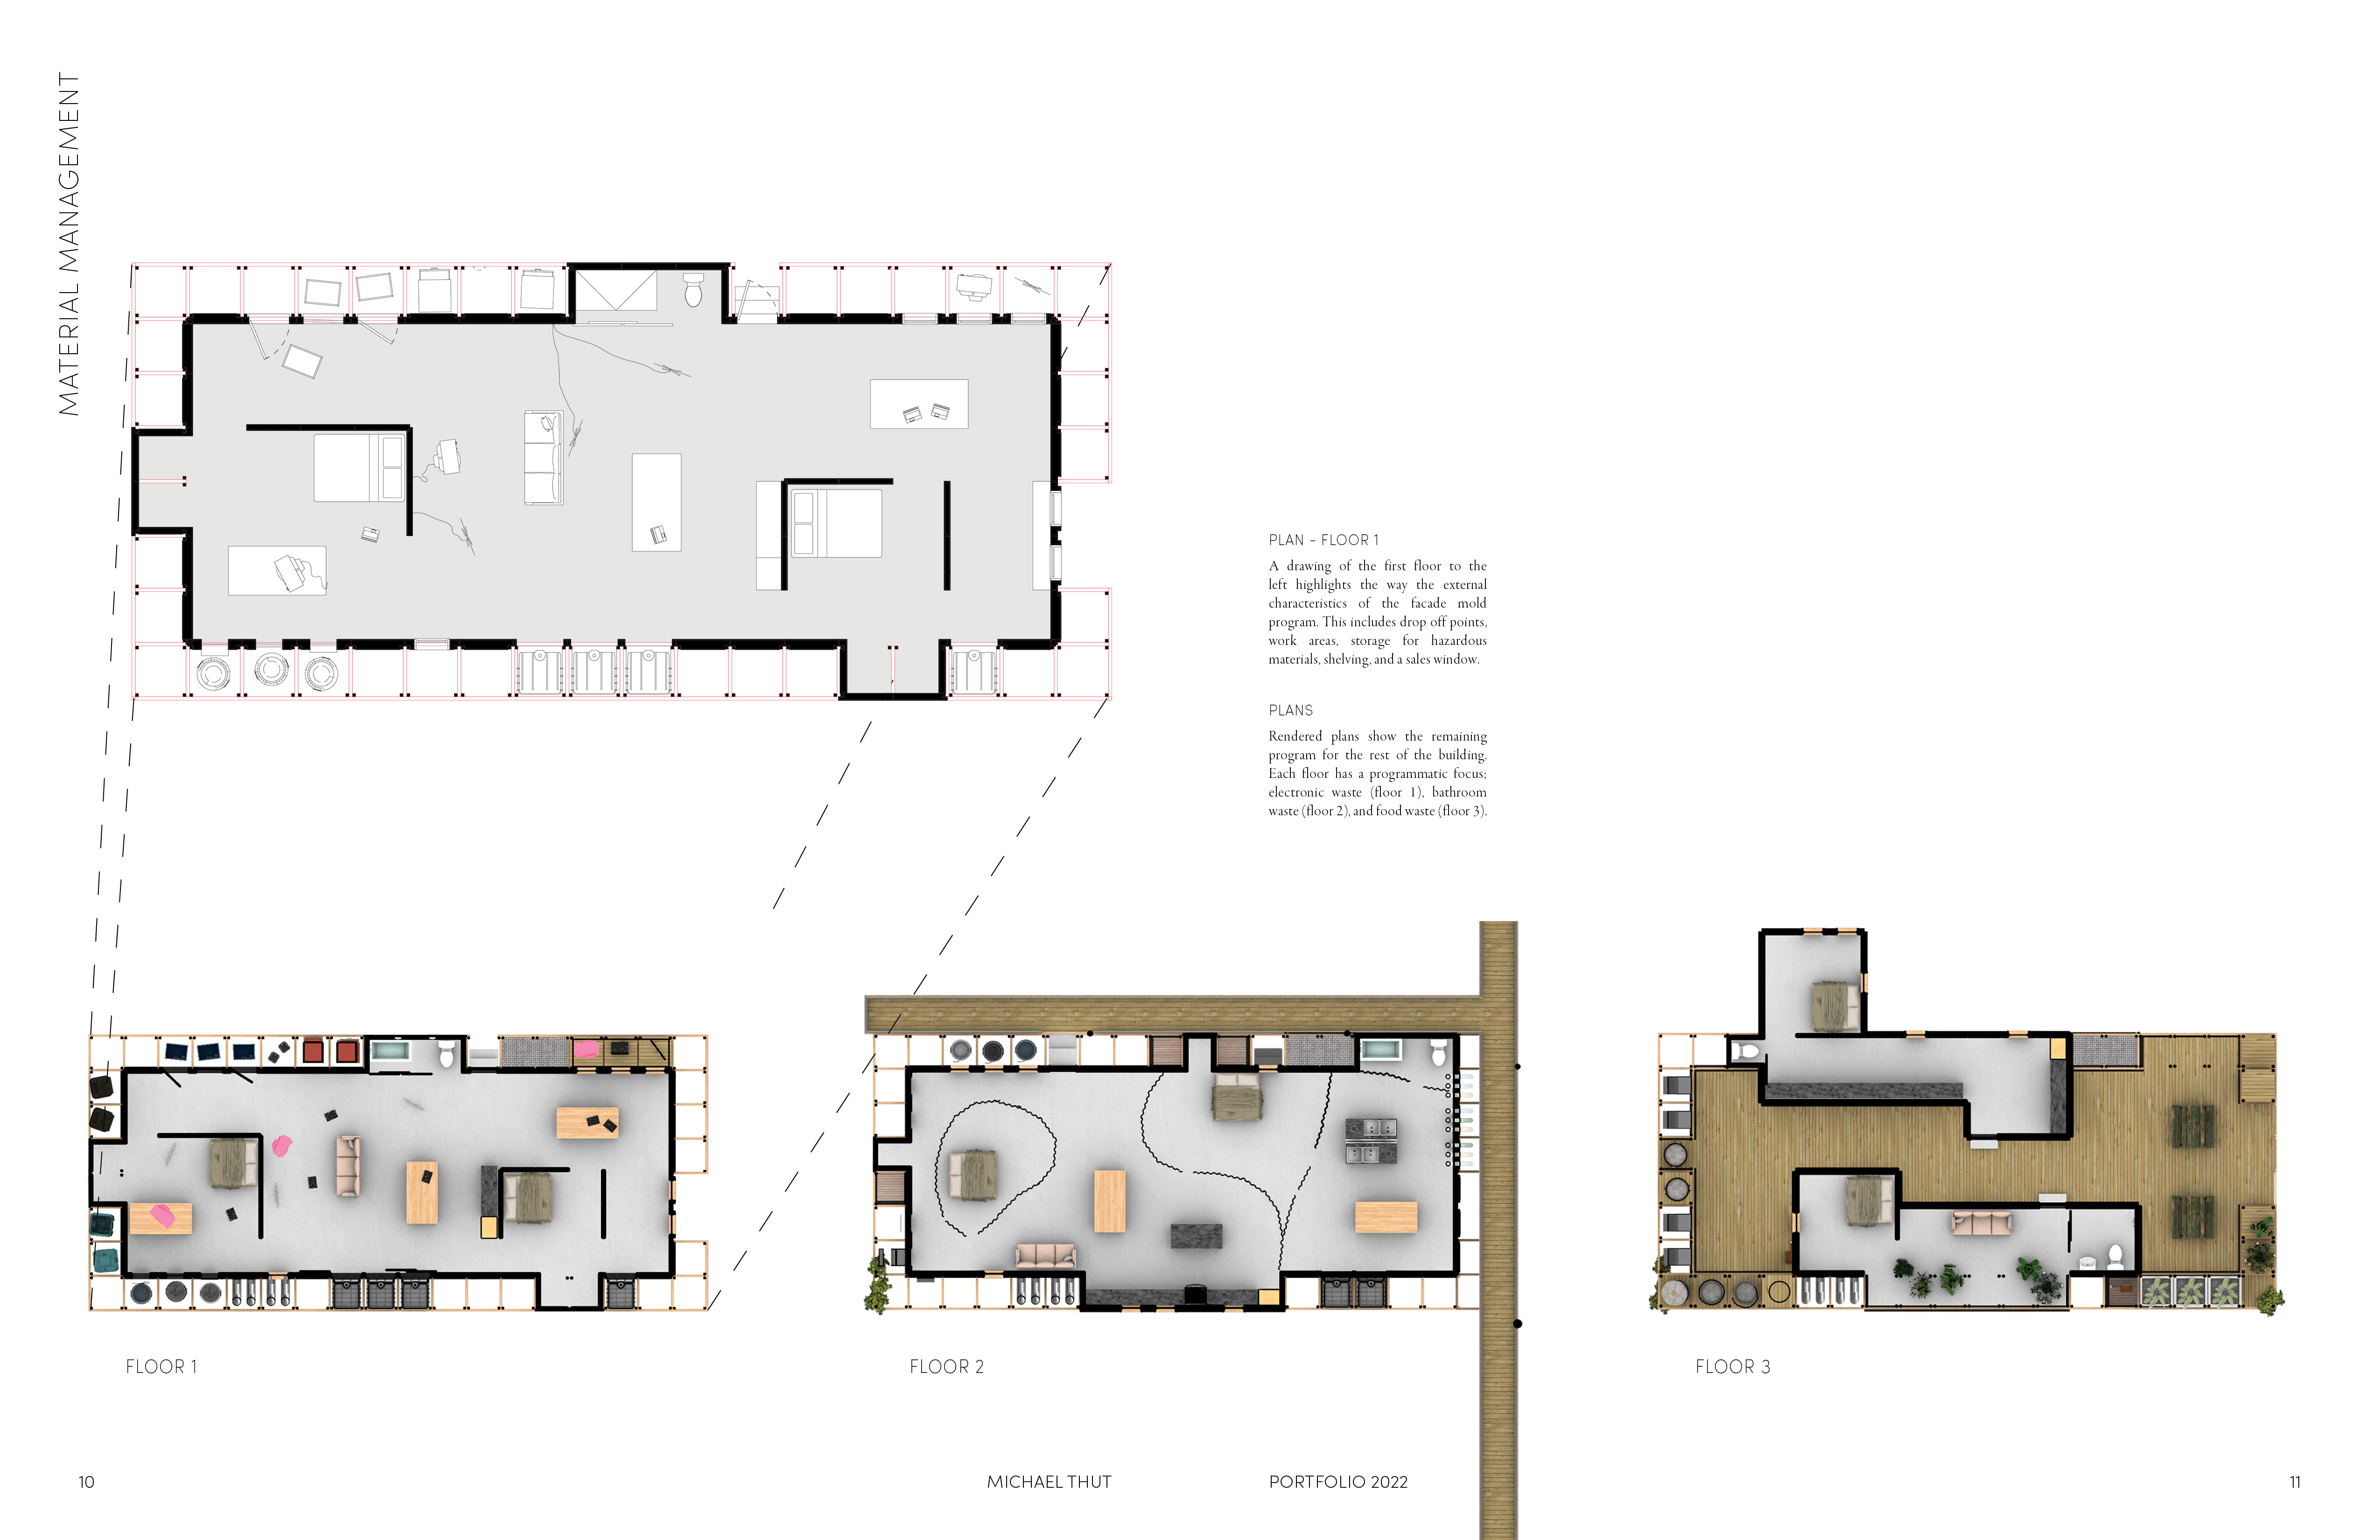 MATERIAL MANAGEMENT
PLAN - FLOOR 1
A drawing of the first floor to the
left highlights the way the external
characteristics of the facade mold
program. This includes drop off points,
work areas, storage for hazardous
materials, shelving, and a sales window.
PLANS
Rendered plans show the remaining
program for the rest of the building.
Each floor has a programmatic focus;
electronic waste (floor 1), bathroom
waste (floor 2), and food waste (floor 3).
FLOOR 1
FLOOR 2
FLOOR 3
10
MICHAEL THUT
PORTFOLIO 2022
11